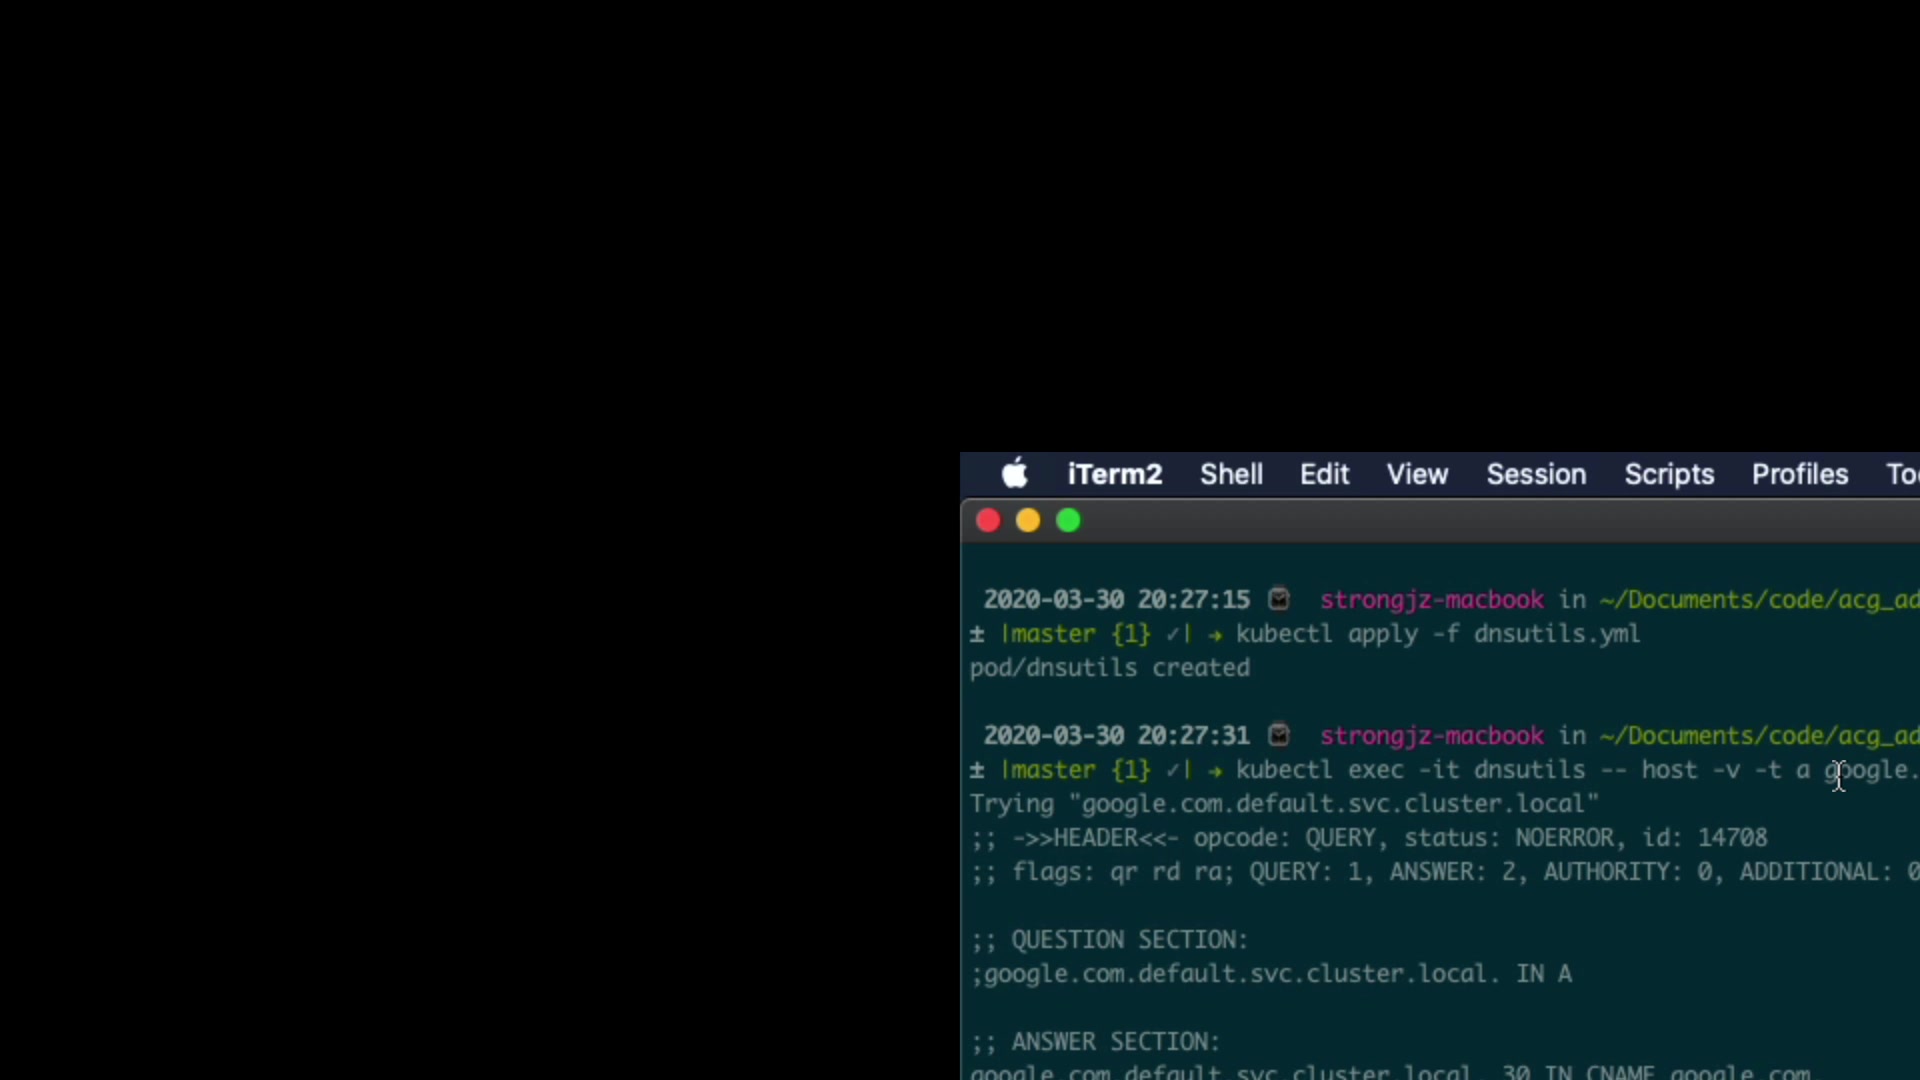 iTerm2 Shell Edit View Session Scripts Profiles
2020-03-30 20:27:15 strongjz-macbook in ~/Documents/code/acg_ad
± |master {1} ✓| → kubectl apply -f dnsutils.yml
pod/dnsutils created
2020-03-30 20:27:31 strongjz-macbook in ~/Documents/code/acg_ad
± |master {1} ✓| → kubectl exec -it dnsutils -- host -v -t a google.
Trying "google.com.default.svc.cluster.local"
;; ->>HEADER<<- opcode: QUERY, status: NOERROR, id: 14708
;; flags: qr rd ra; QUERY: 1, ANSWER: 2, AUTHORITY: 0, ADDITIONAL: 0
;; QUESTION SECTION:
;google.com.default.svc.cluster.local. IN A
;; ANSWER SECTION:
google.com.default.svc.cluster.local. 30 IN CNAME google.com